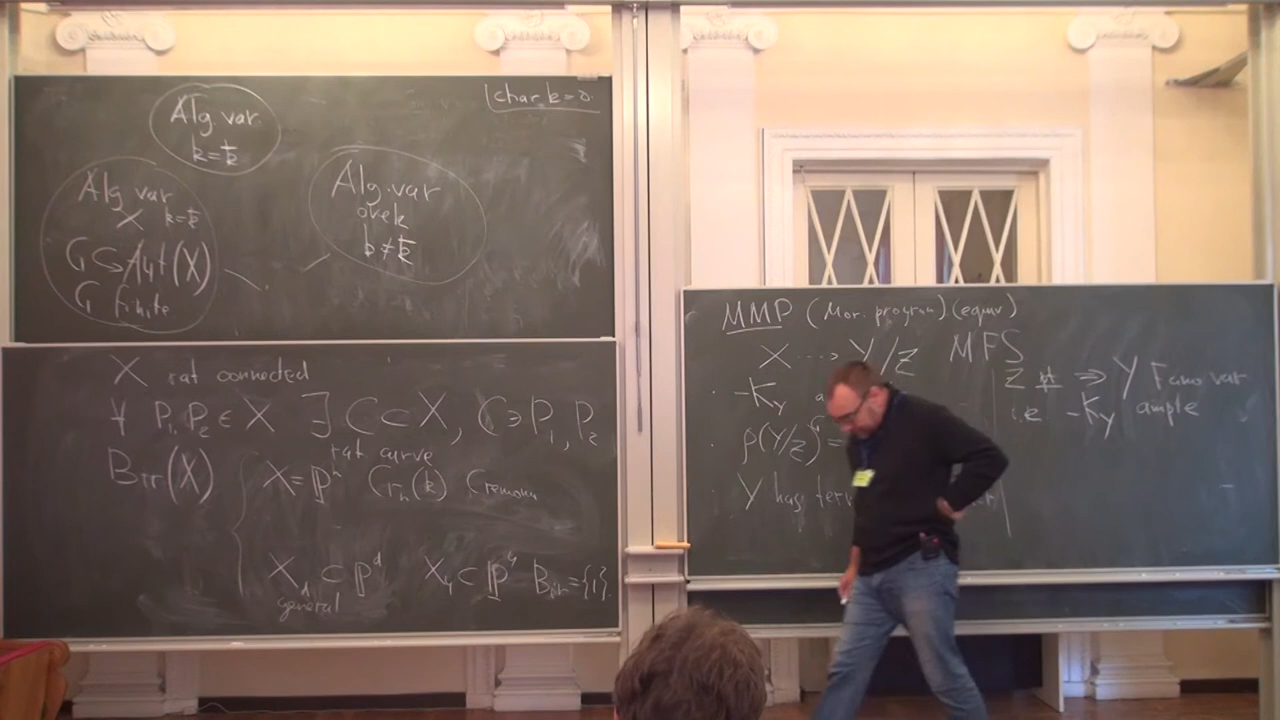 char k=0.
Alg. var.
k=k̄
Alg var
X k=k̄
G ⊂ Aut(X)
G finite
Alg. var
over k
k≠k̄
X rat connected
∀ P₁,P₂ ∈ X ∃ C ⊂ X, C ∋ P₁, P₂
rat curve
Bir(X) X=ℙⁿ Crₙ(k) Cremona
X_d ⊂ ℙᵈ X₄ ⊂ ℙ⁴ Bir={1}
general
MMP (Mor. program) (equiv)
X ⇢ Y/Z MFS
· -K_Y
· ρ(Y/Z)ᴳ =
· Y has
Z pt ⇒ Y Fano var
i.e -K_Y ample